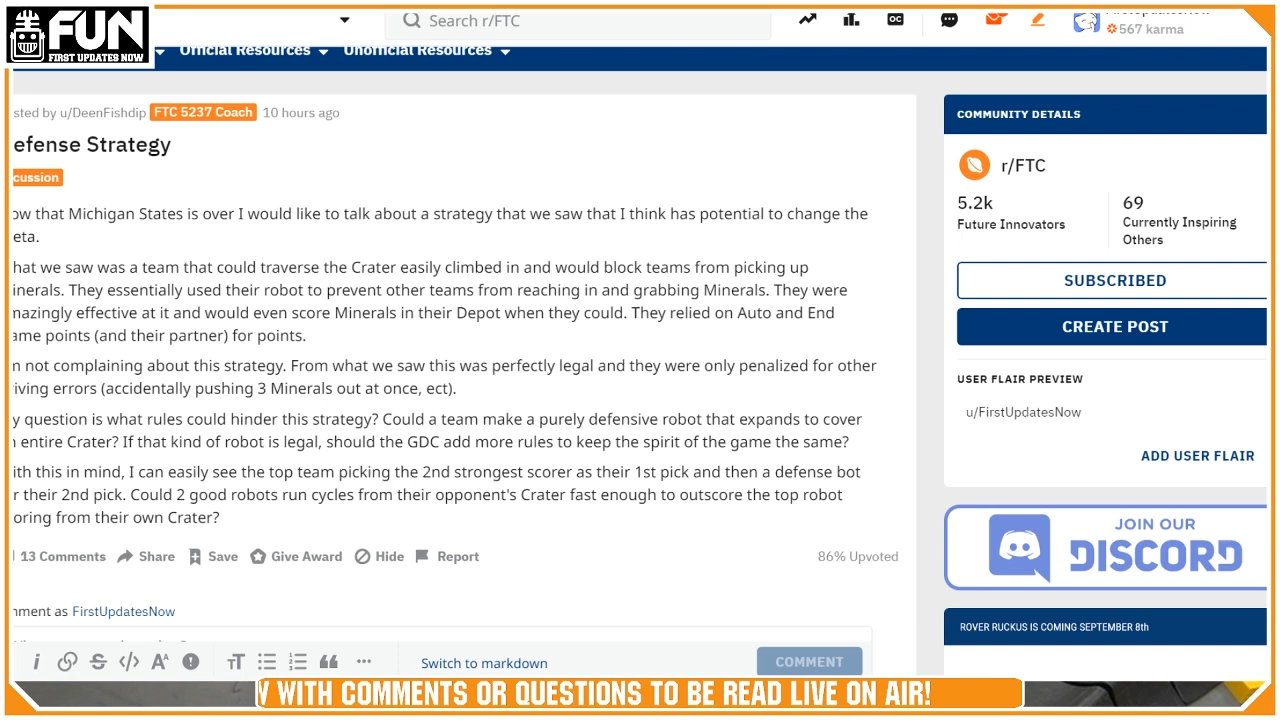 FUN
FIRST UPDATES NOW
Search r/FTC
567 karma
Official Resources
Unofficial Resources
sted by u/DeenFishdip FTC 5237 Coach 10 hours ago
efense Strategy
cussion
ow that Michigan States is over I would like to talk about a strategy that we saw that I think has potential to change the
eta.
hat we saw was a team that could traverse the Crater easily climbed in and would block teams from picking up
inerals. They essentially used their robot to prevent other teams from reaching in and grabbing Minerals. They were
mazingly effective at it and would even score Minerals in their Depot when they could. They relied on Auto and End
ame points (and their partner) for points.
n not complaining about this strategy. From what we saw this was perfectly legal and they were only penalized for other
iving errors (accidentally pushing 3 Minerals out at once, ect).
y question is what rules could hinder this strategy? Could a team make a purely defensive robot that expands to cover
n entire Crater? If that kind of robot is legal, should the GDC add more rules to keep the spirit of the game the same?
ith this in mind, I can easily see the top team picking the 2nd strongest scorer as their 1st pick and then a defense bot
r their 2nd pick. Could 2 good robots run cycles from their opponent's Crater fast enough to outscore the top robot
oring from their own Crater?
13 Comments Share Save Give Award Hide Report 86% Upvoted
mment as FirstUpdatesNow
Switch to markdown
COMMENT
COMMUNITY DETAILS
r/FTC
5.2k
Future Innovators
69
Currently Inspiring
Others
SUBSCRIBED
CREATE POST
USER FLAIR PREVIEW
u/FirstUpdatesNow
ADD USER FLAIR
JOIN OUR
DISCORD
ROVER RUCKUS IS COMING SEPTEMBER 8th
W WITH COMMENTS OR QUESTIONS TO BE READ LIVE ON AIR!